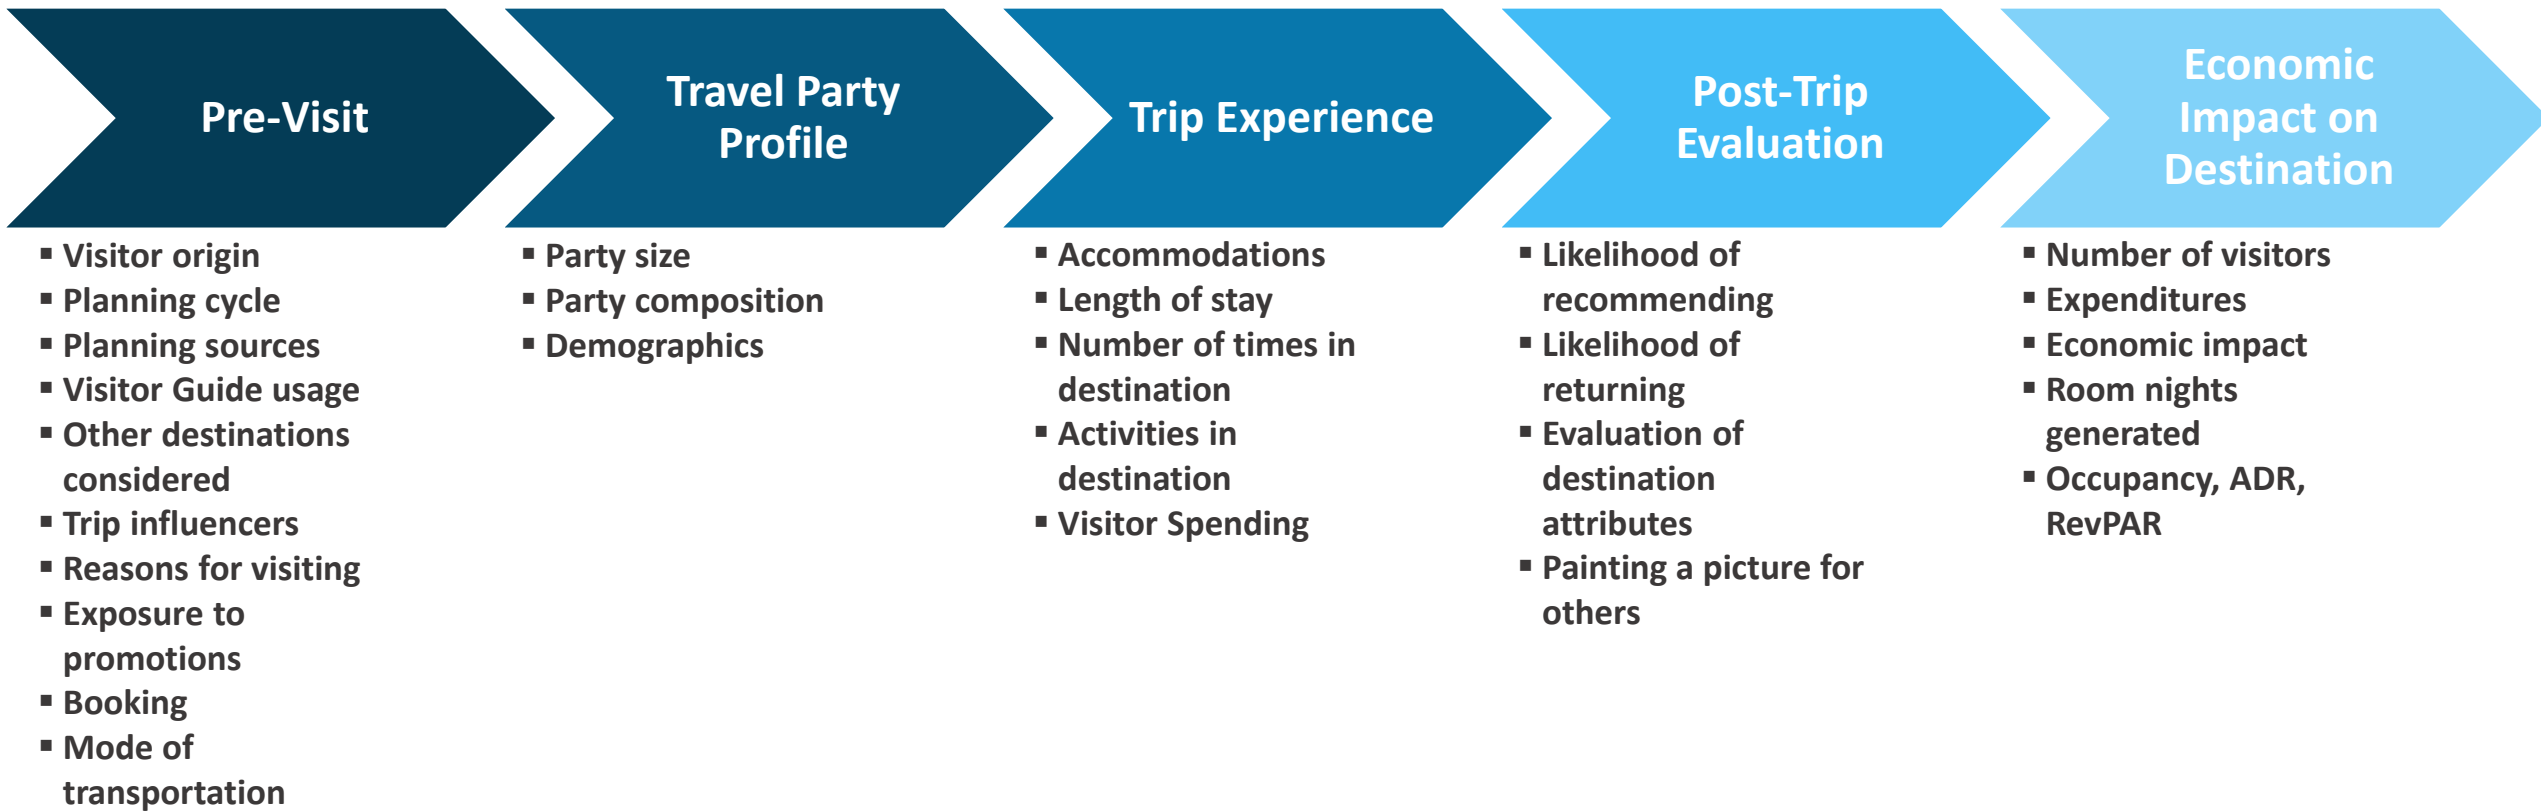 Pre-Visit
▪ Visitor origin
▪ Planning cycle
▪ Planning sources
▪ Visitor Guide usage
▪ Other destinations
considered
▪ Trip influencers
▪ Reasons for visiting
▪ Exposure to
promotions
▪ Booking
▪ Mode of
transportation
Travel Party
Profile
▪ Party size
▪ Party composition
▪ Demographics
Trip Experience
▪ Accommodations
▪ Length of stay
▪ Number of times in
destination
▪ Activities in
destination
▪ Visitor Spending
Post-Trip
Evaluation
▪ Likelihood of
recommending
▪ Likelihood of
returning
▪ Evaluation of
destination
attributes
▪ Painting a picture for
others
Economic
Impact on
Destination
▪ Number of visitors
▪ Expenditures
▪ Economic impact
▪ Room nights
generated
▪ Occupancy, ADR,
RevPAR